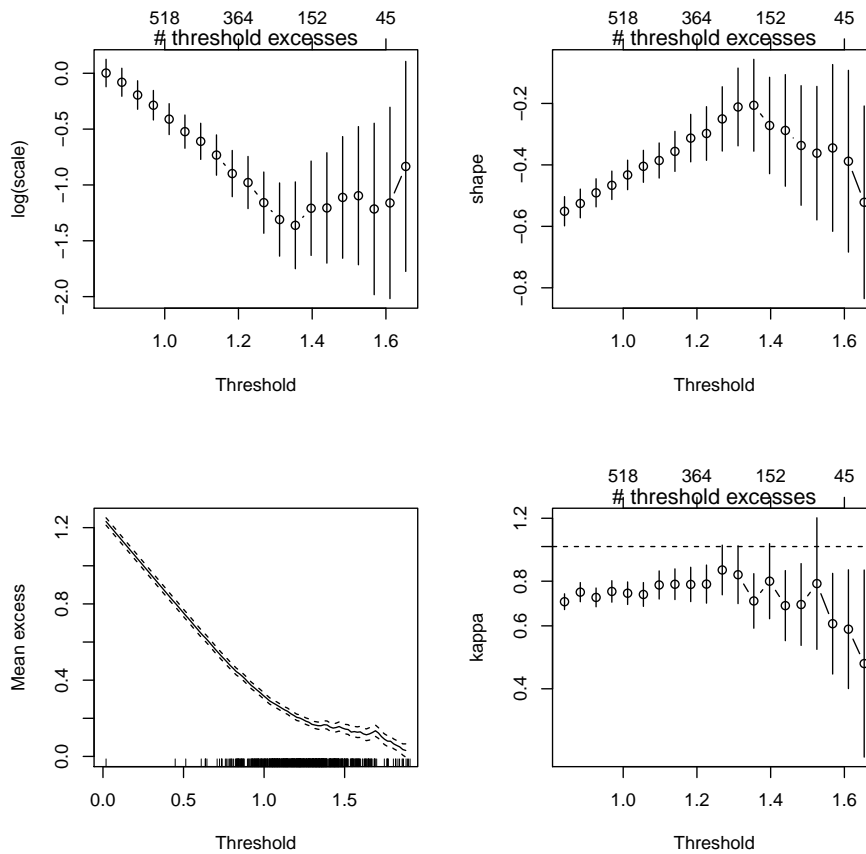 518 364 152 45
# threshold excesses
0.0
−0.5
−1.0
−1.5
−2.0
log(scale)
1.0 1.2 1.4 1.6
Threshold
518 364 152 45
# threshold excesses
−0.2
−0.4
−0.6
−0.8
shape
1.0 1.2 1.4 1.6
Threshold
1.2
0.8
0.4
0.0
Mean excess
0.0 0.5 1.0 1.5
Threshold
518 364 152 45
# threshold excesses
1.2
0.8
0.6
0.4
kappa
1.0 1.2 1.4 1.6
Threshold